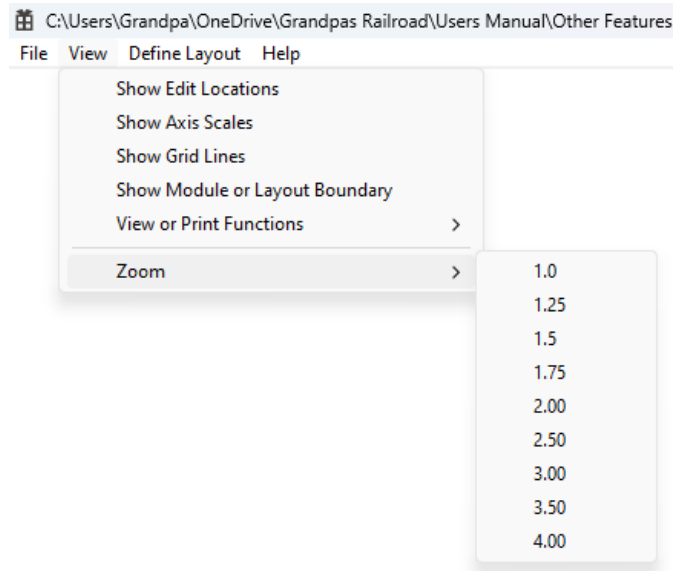 C:\Users\Grandpa\OneDrive\Grandpas Railroad\Users Manual\Other Features
File View Define Layout Help
Show Edit Locations
Show Axis Scales
Show Grid Lines
Show Module or Layout Boundary
View or Print Functions
Zoom
1.0
1.25
1.5
1.75
2.00
2.50
3.00
3.50
4.00